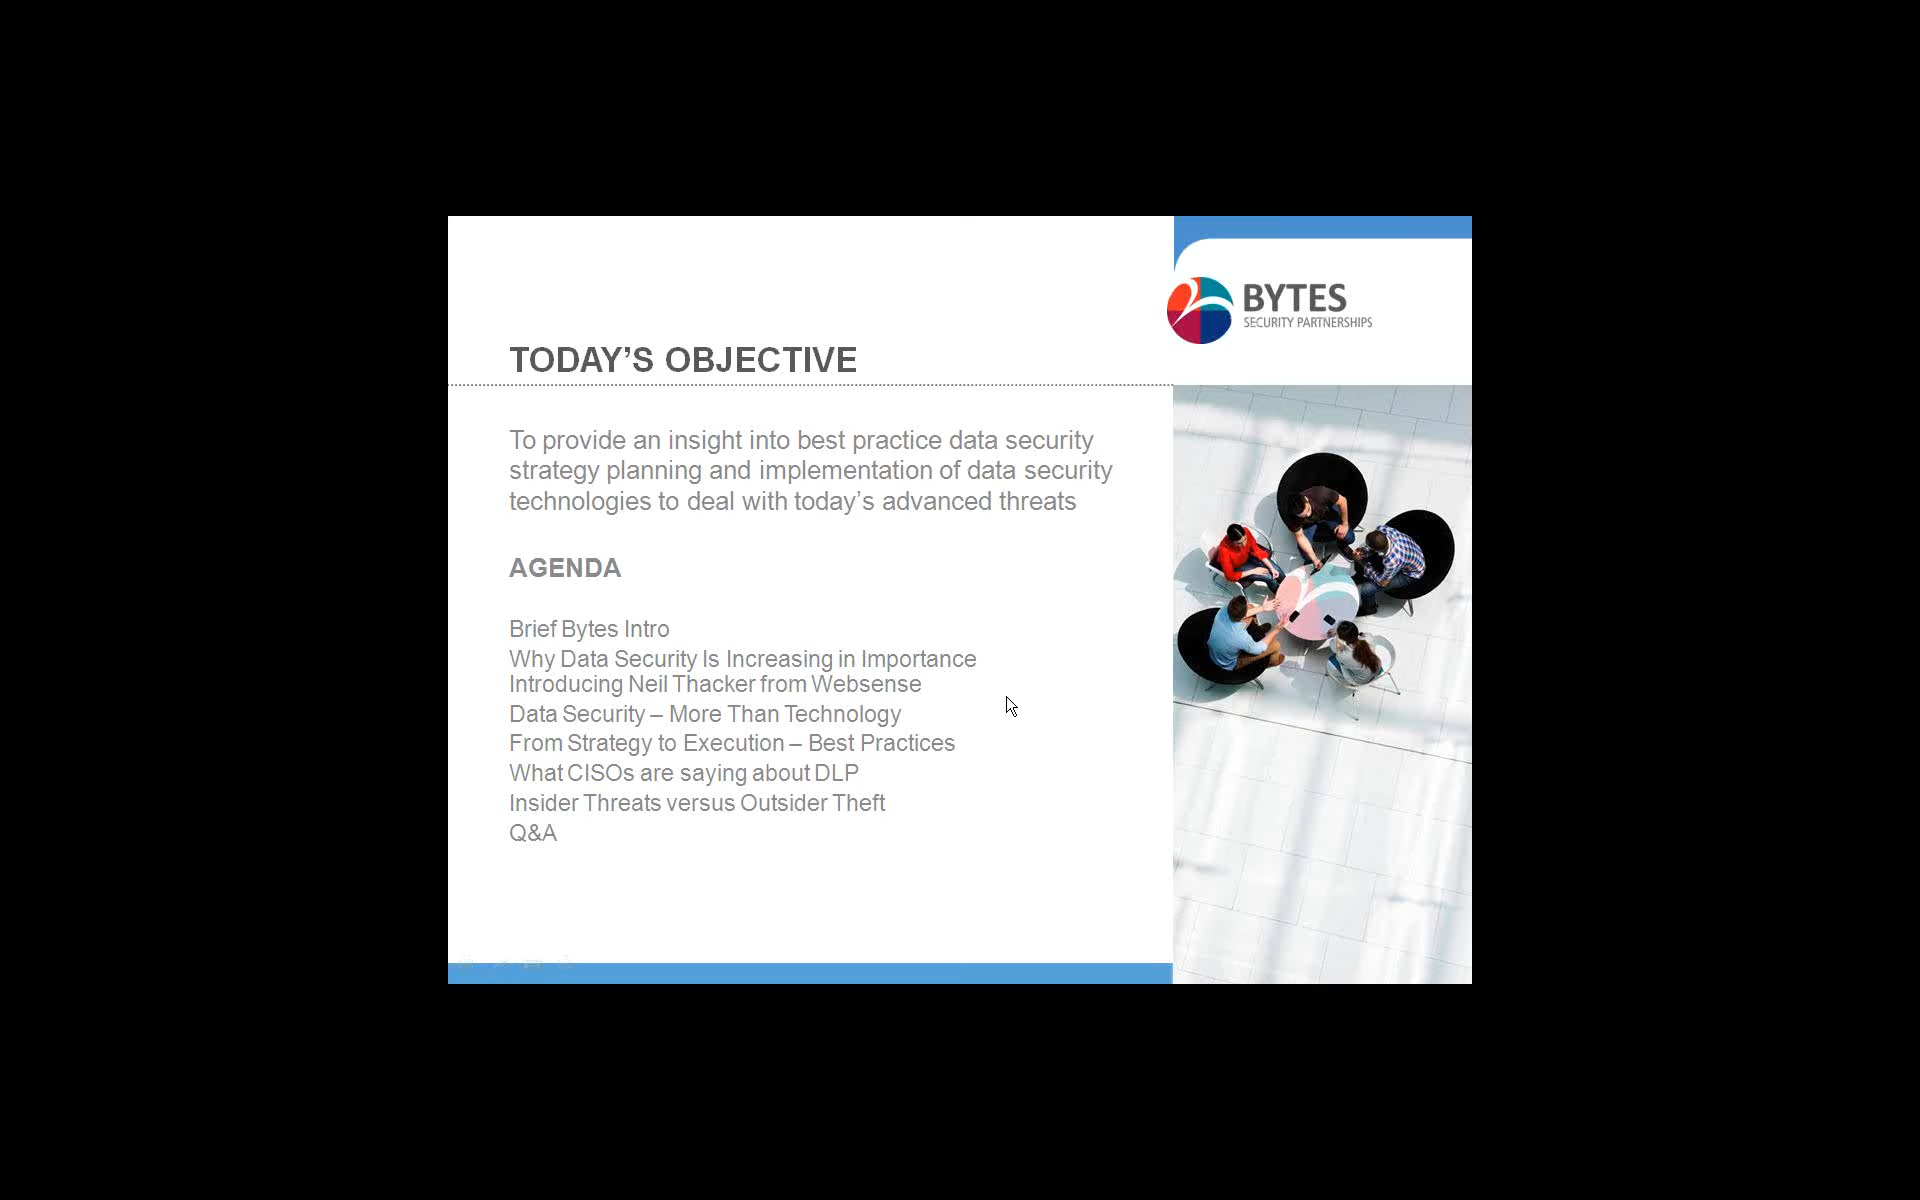 BYTES
SECURITY PARTNERSHIPS
TODAY’S OBJECTIVE
To provide an insight into best practice data security
strategy planning and implementation of data security
technologies to deal with today’s advanced threats
AGENDA
Brief Bytes Intro
Why Data Security Is Increasing in Importance
Introducing Neil Thacker from Websense
Data Security – More Than Technology
From Strategy to Execution – Best Practices
What CISOs are saying about DLP
Insider Threats versus Outsider Theft
Q&A